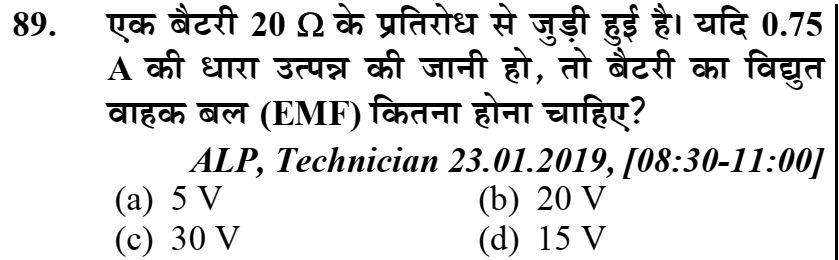 89. एक बैटरी 20 Ω के प्रतिरोध से जुड़ी हुई है। यदि 0.75
A की धारा उत्पन्न की जानी हो, तो बैटरी का विद्युत
वाहक बल (EMF) कितना होना चाहिए?
ALP, Technician 23.01.2019, [08:30-11:00]
(a) 5 V (b) 20 V
(c) 30 V (d) 15 V